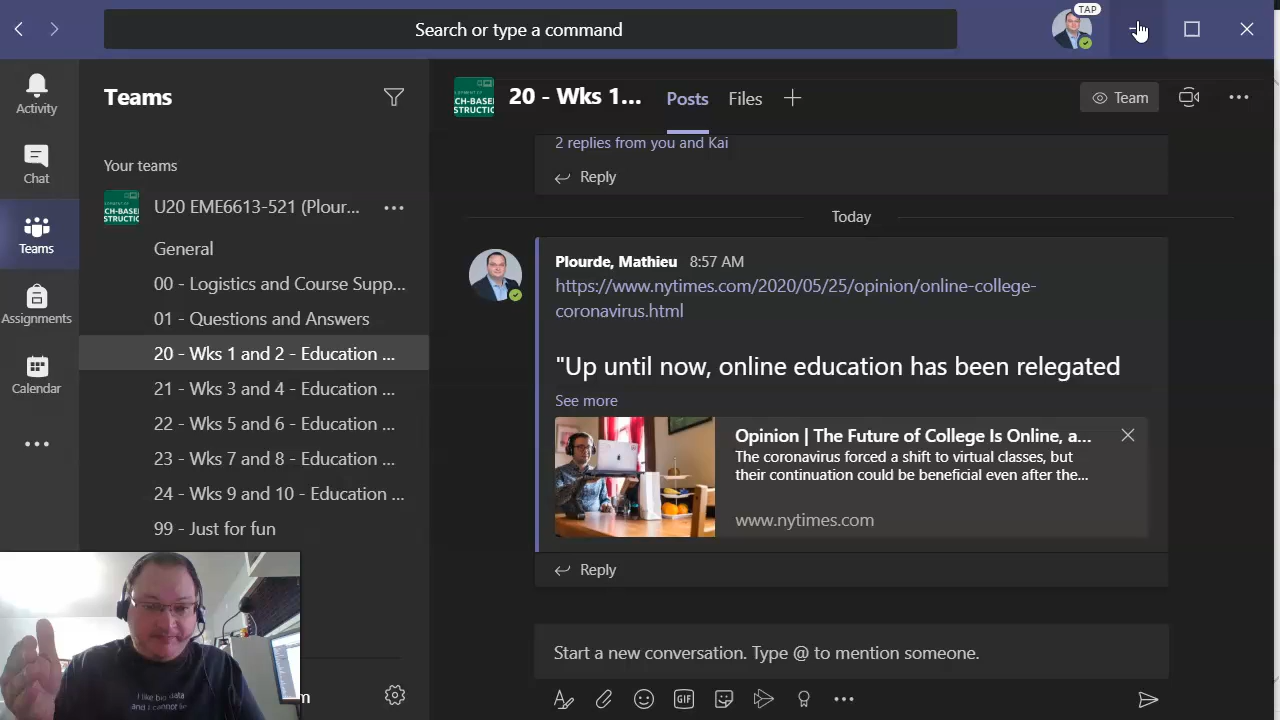 Search or type a command
TAP
Activity
Chat
Teams
Assignments
Calendar
Teams
Your teams
U20 EME6613-521 (Plour...
General
00 - Logistics and Course Supp...
01 - Questions and Answers
20 - Wks 1 and 2 - Education ...
21 - Wks 3 and 4 - Education ...
22 - Wks 5 and 6 - Education ...
23 - Wks 7 and 8 - Education ...
24 - Wks 9 and 10 - Education ...
99 - Just for fun
20 - Wks 1...
Posts
Files
Team
2 replies from you and Kai
Reply
Today
Plourde, Mathieu 8:57 AM
https://www.nytimes.com/2020/05/25/opinion/online-college-
coronavirus.html
"Up until now, online education has been relegated
See more
Opinion | The Future of College Is Online, a...
The coronavirus forced a shift to virtual classes, but
their continuation could be beneficial even after the...
www.nytimes.com
Reply
Start a new conversation. Type @ to mention someone.
GIF
I like big data
and I cannot lie